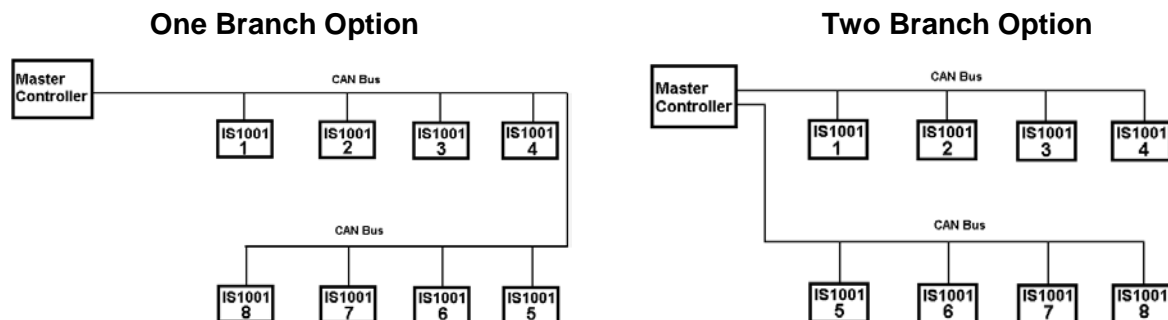 One Branch Option
Master
Controller
CAN Bus
IS1001
1
IS1001
2
IS1001
3
IS1001
4
CAN Bus
IS1001
8
IS1001
7
IS1001
6
IS1001
5
Two Branch Option
Master
Controller
CAN Bus
IS1001
1
IS1001
2
IS1001
3
IS1001
4
CAN Bus
IS1001
5
IS1001
6
IS1001
7
IS1001
8